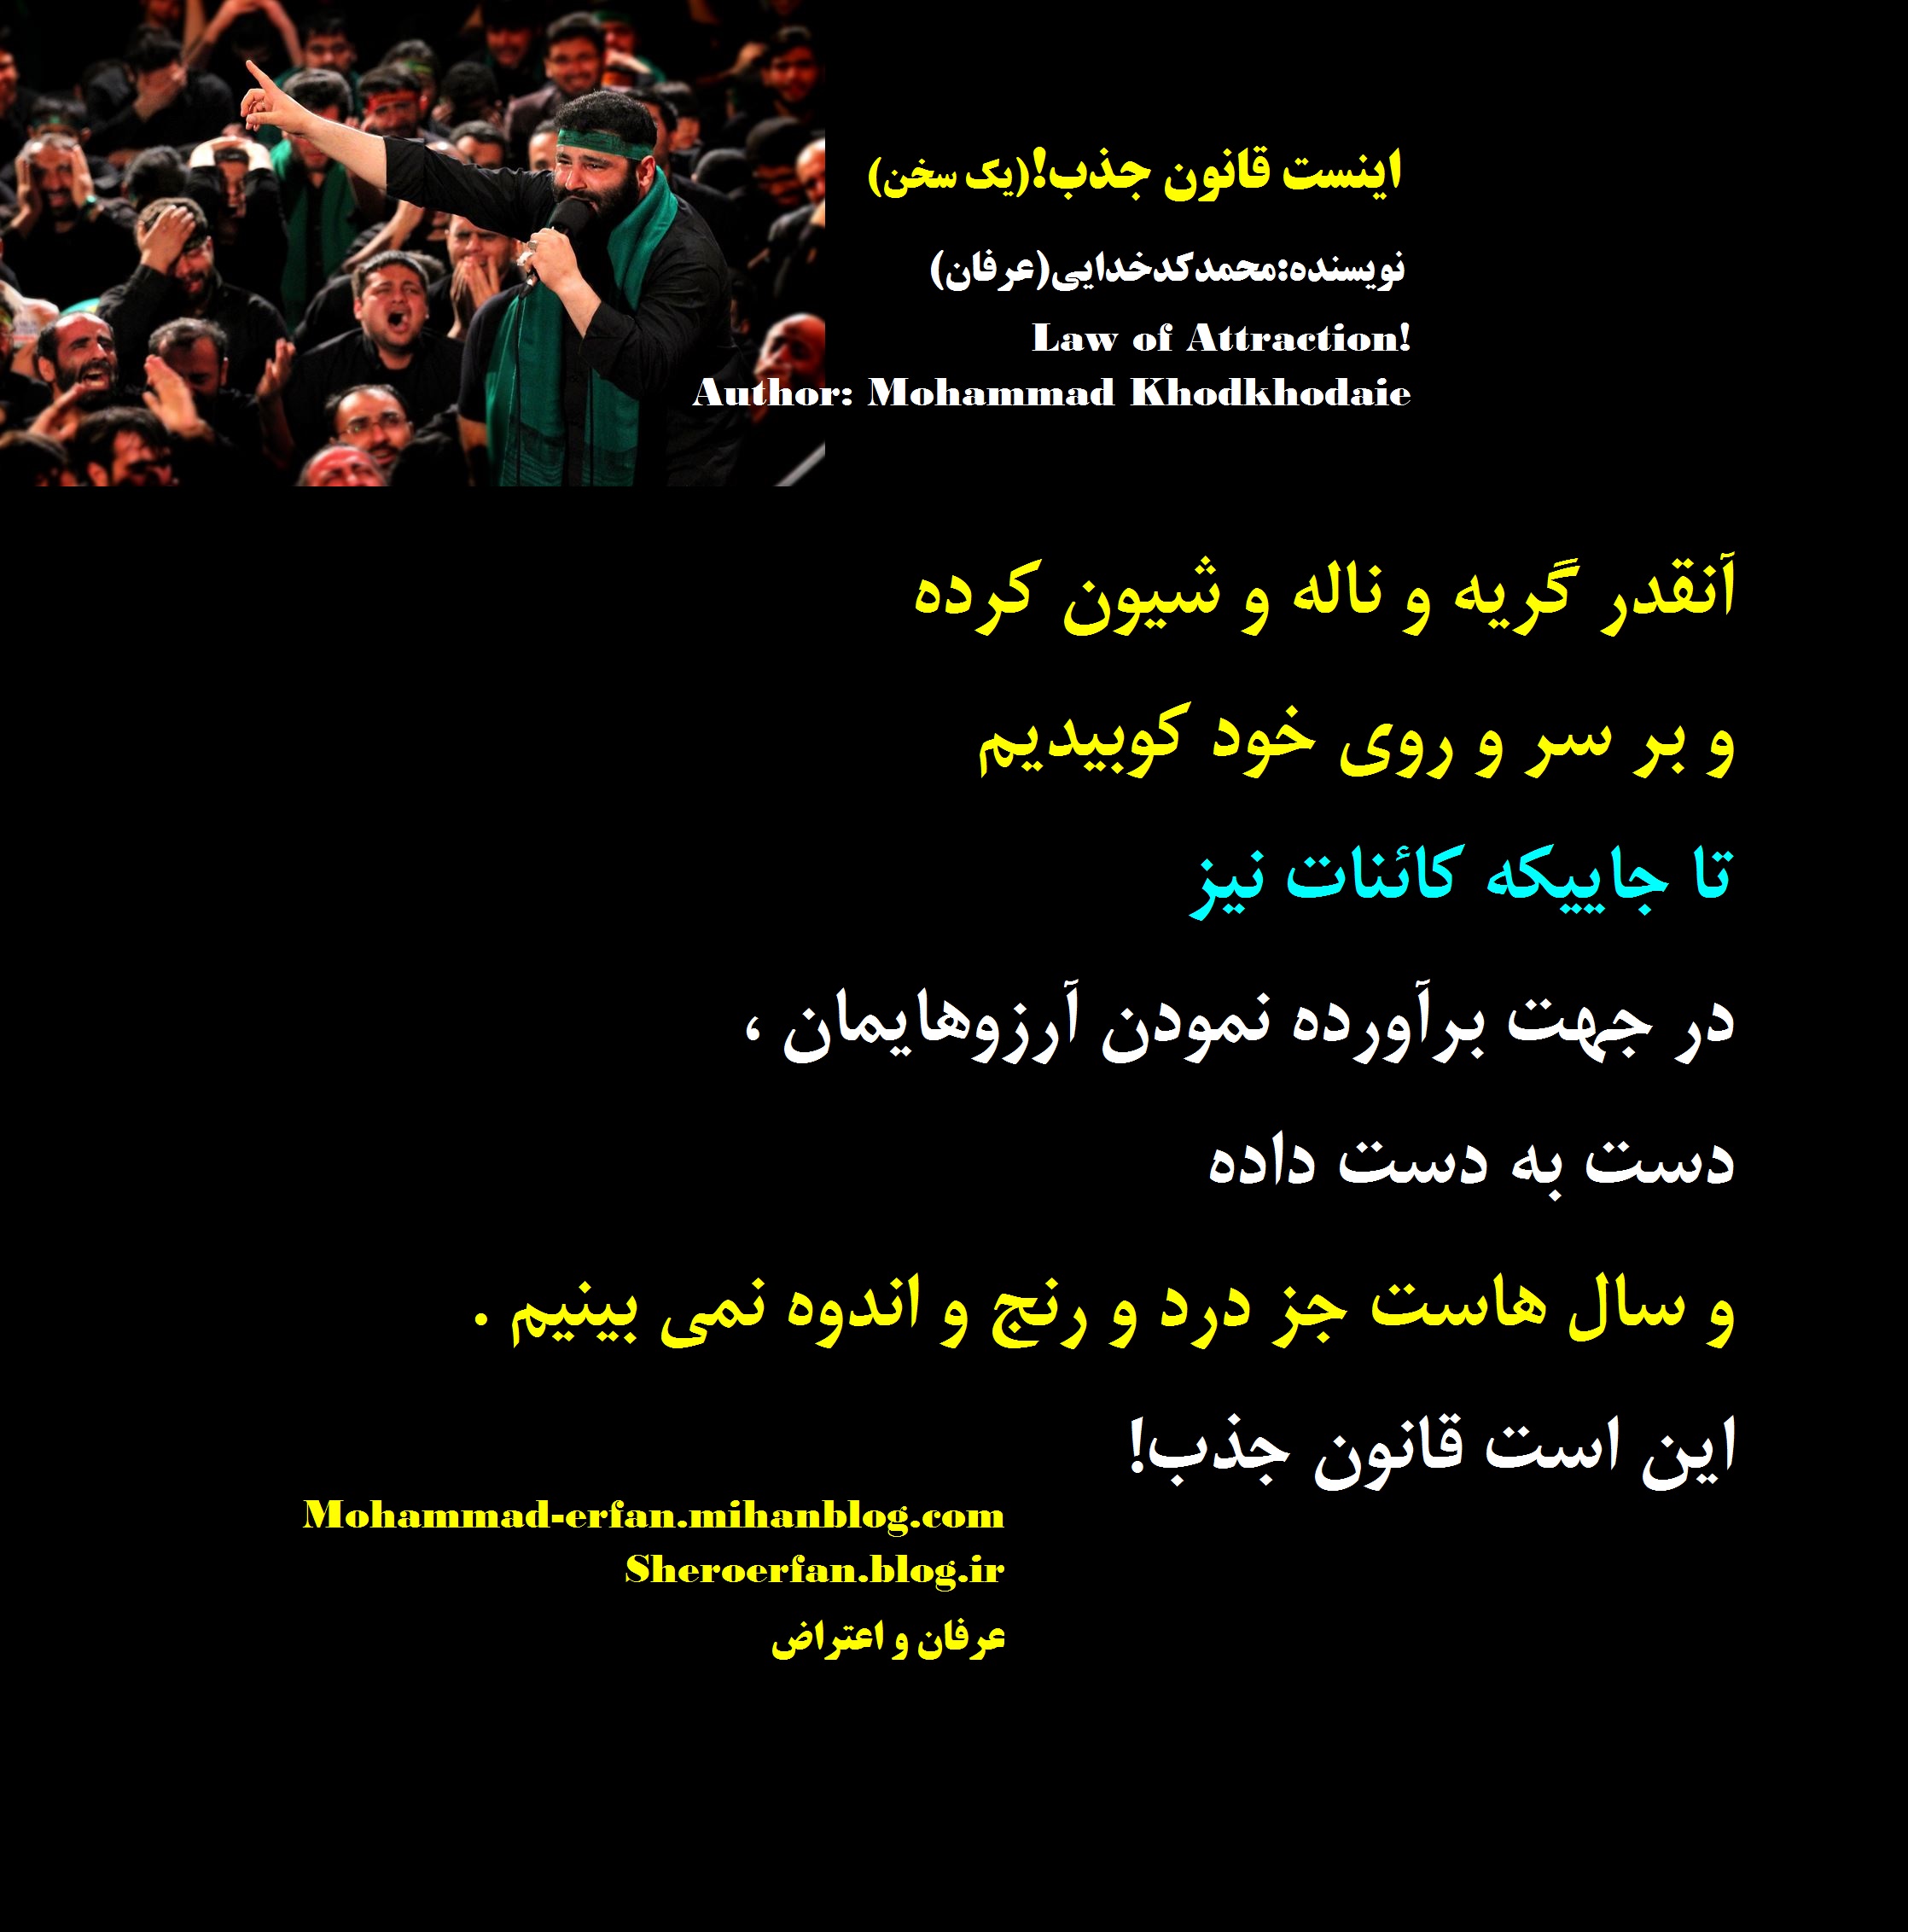 اینست قانون جذب!(یک سخن)
نویسنده:محمدکدخدایی(عرفان)
Law of Attraction!
Author: Mohammad Khodkhodaie
آنقدر گریه و ناله و شیون کرده
و بر سر و روی خود کوبیدیم
تا جاییکه کائنات نیز
در جهت برآورده نمودن آرزوهایمان ،
دست به دست داده
و سال هاست جز درد و رنج و اندوه نمی بینیم .
این است قانون جذب!
Mohammad-erfan.mihanblog.com
Sheroerfan.blog.ir
عرفان و اعتراض